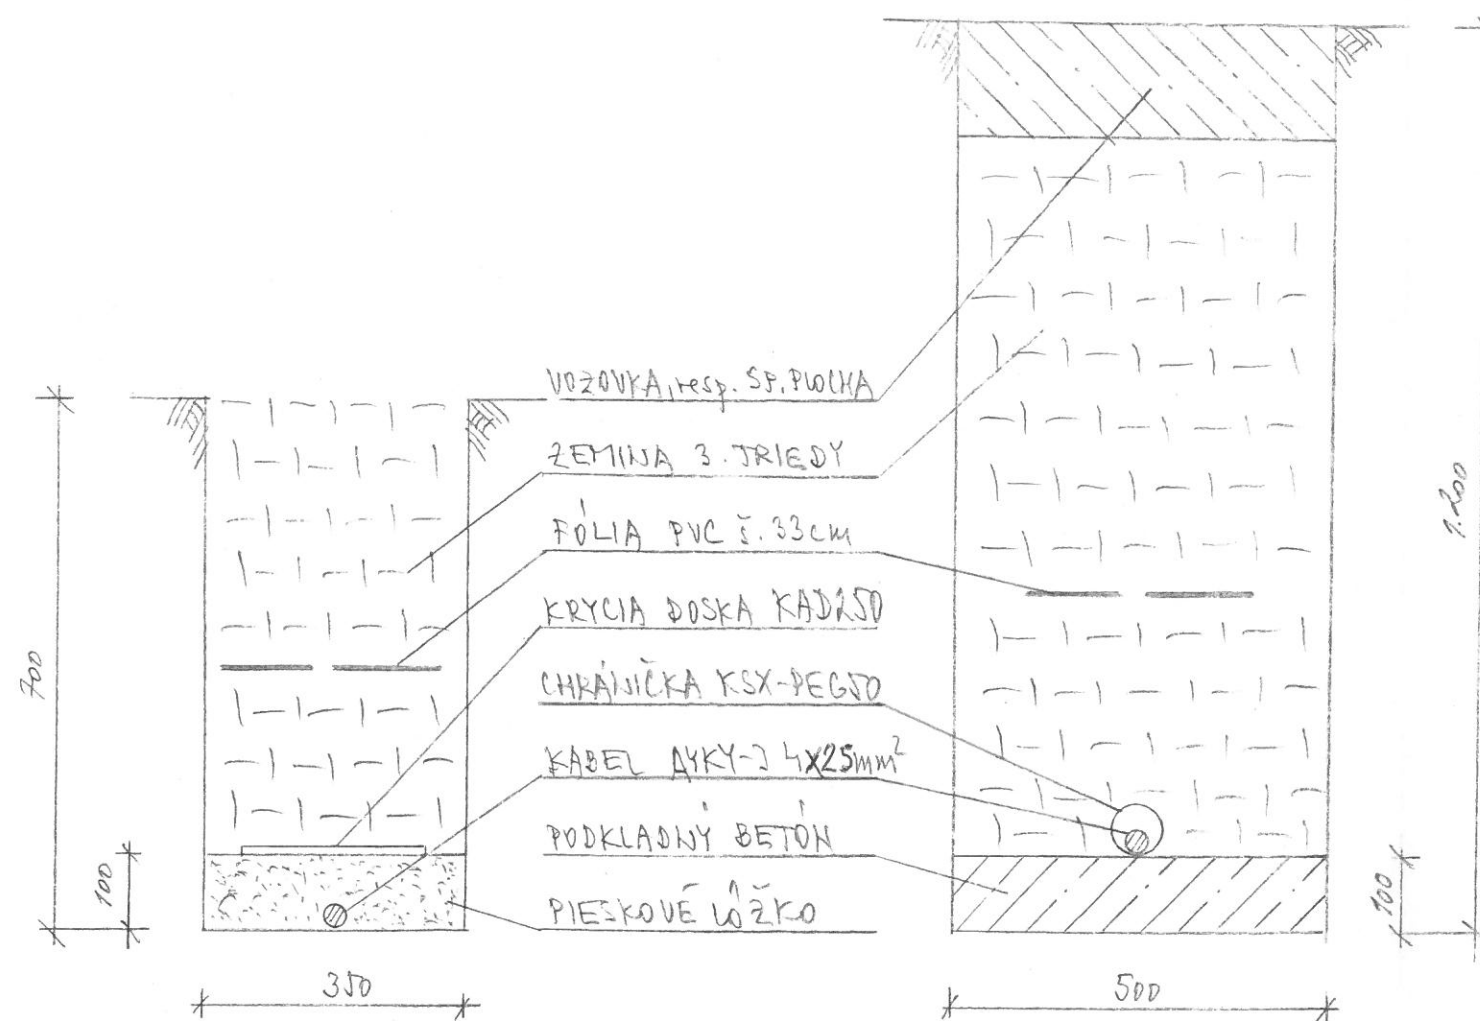 VOZOVKA, resp. SP. PLOCHA
ZEMINA 3. TRIEDY
FÓLIA PVC š. 33cm
KRYCIA DOSKA KAD250
CHRÁNIČKA KSX-PEG50
KÁBEL AYKY-J 4x25mm²
PODKLADNÝ BETÓN
PIESKOVÉ LÔŽKO
700
100
350
1.200
100
500